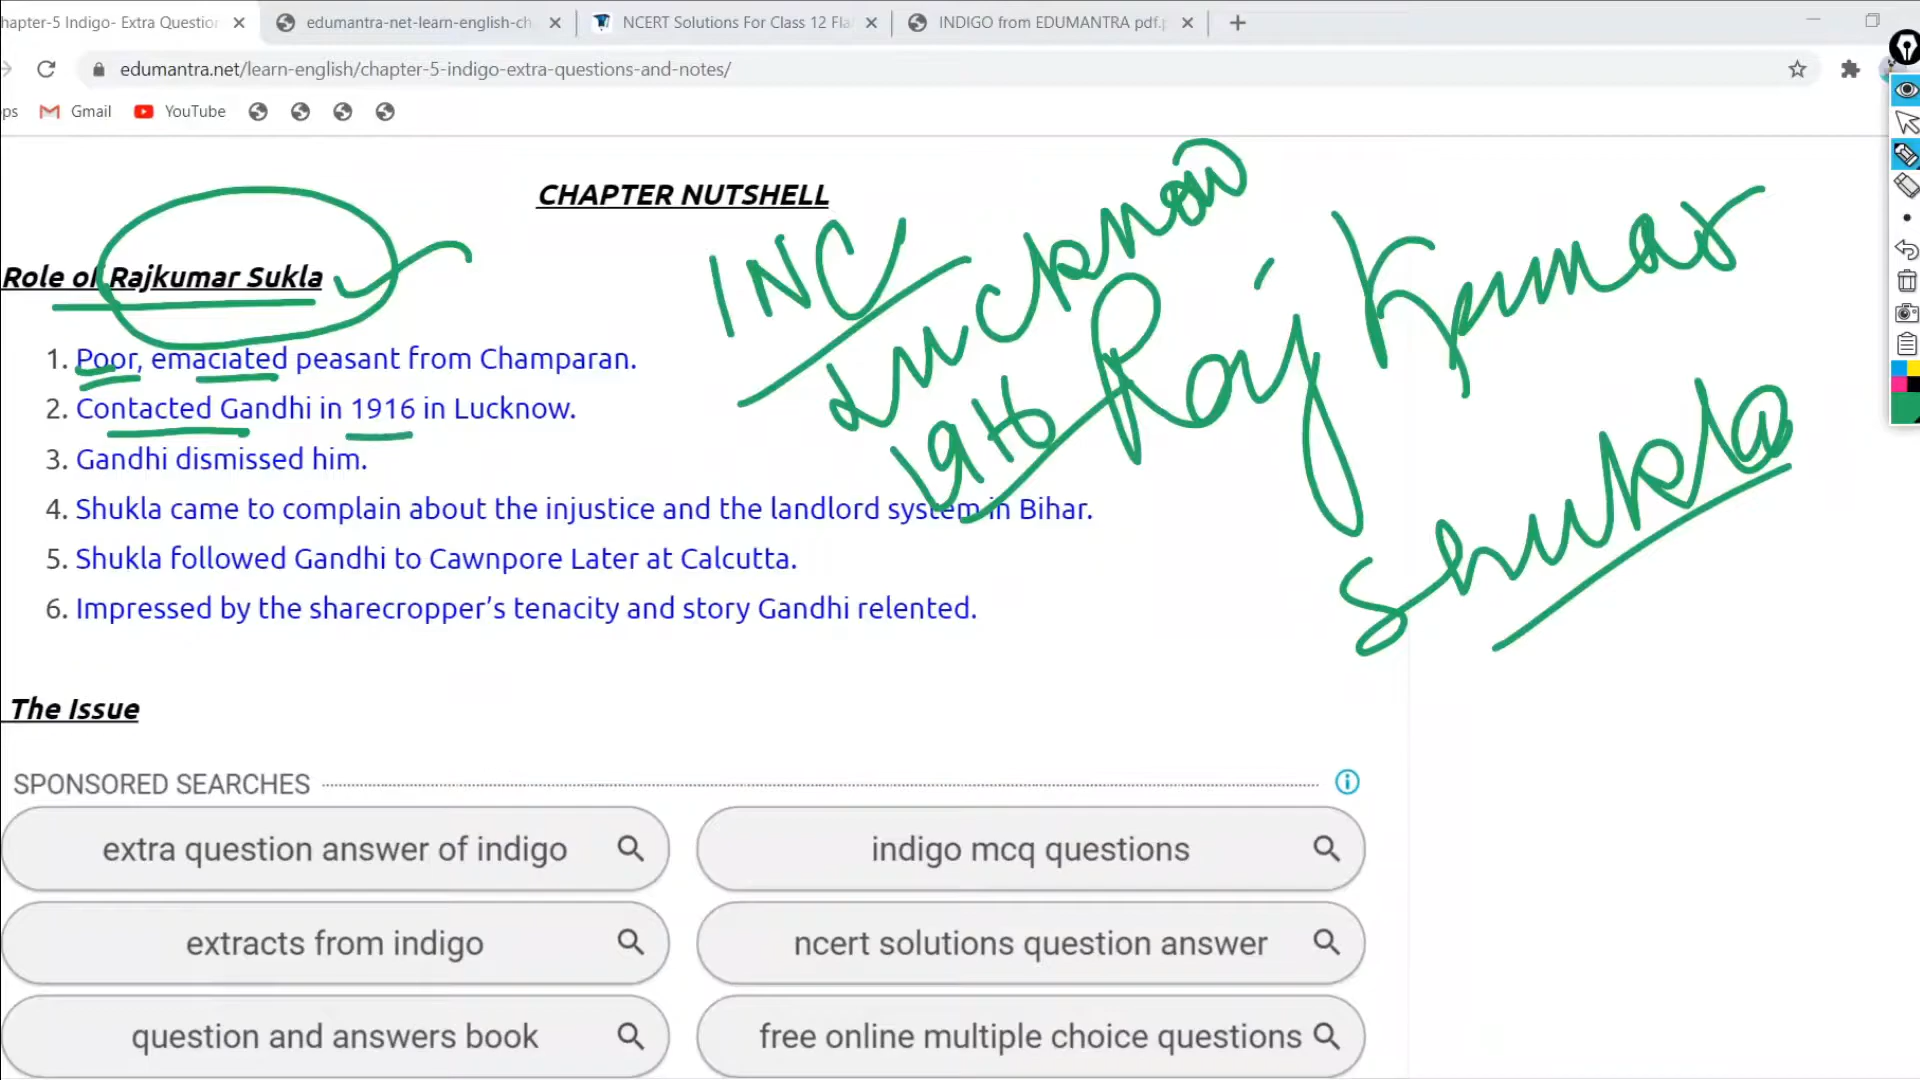 hapter-5 Indigo- Extra Question
edumantra-net-learn-english-ch
NCERT Solutions For Class 12 Fla
INDIGO from EDUMANTRA pdf.p
edumantra.net/learn-english/chapter-5-indigo-extra-questions-and-notes/
ps Gmail YouTube
CHAPTER NUTSHELL
INC
Lucknow
1916
Raj Kumar
Shukla
Role of Rajkumar Sukla
1. Poor, emaciated peasant from Champaran.
2. Contacted Gandhi in 1916 in Lucknow.
3. Gandhi dismissed him.
4. Shukla came to complain about the injustice and the landlord system in Bihar.
5. Shukla followed Gandhi to Cawnpore Later at Calcutta.
6. Impressed by the sharecropper’s tenacity and story Gandhi relented.
The Issue
SPONSORED SEARCHES
extra question answer of indigo
indigo mcq questions
extracts from indigo
ncert solutions question answer
question and answers book
free online multiple choice questions